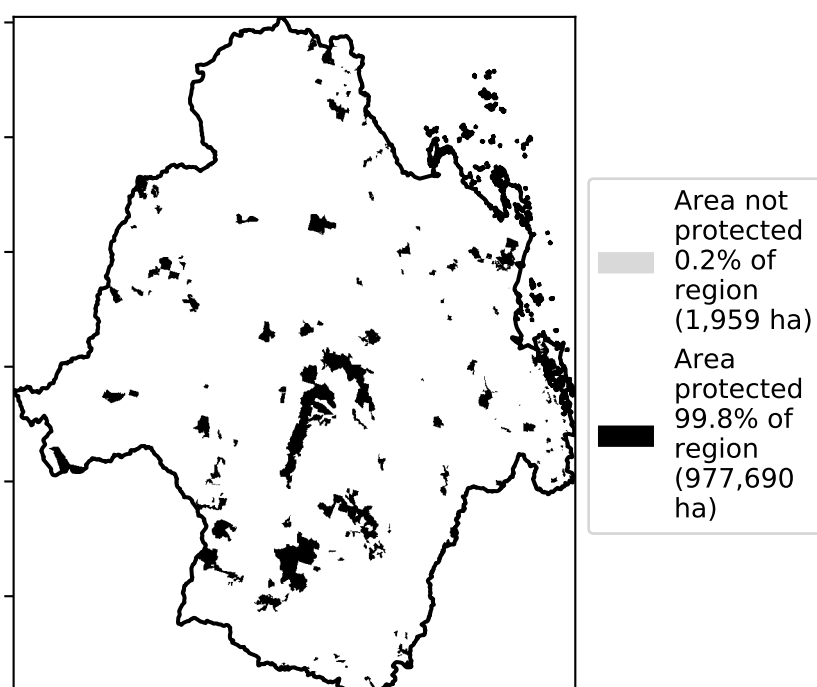 Area not
protected
0.2% of
region
(1,959 ha)
Area
protected
99.8% of
region
(977,690
ha)